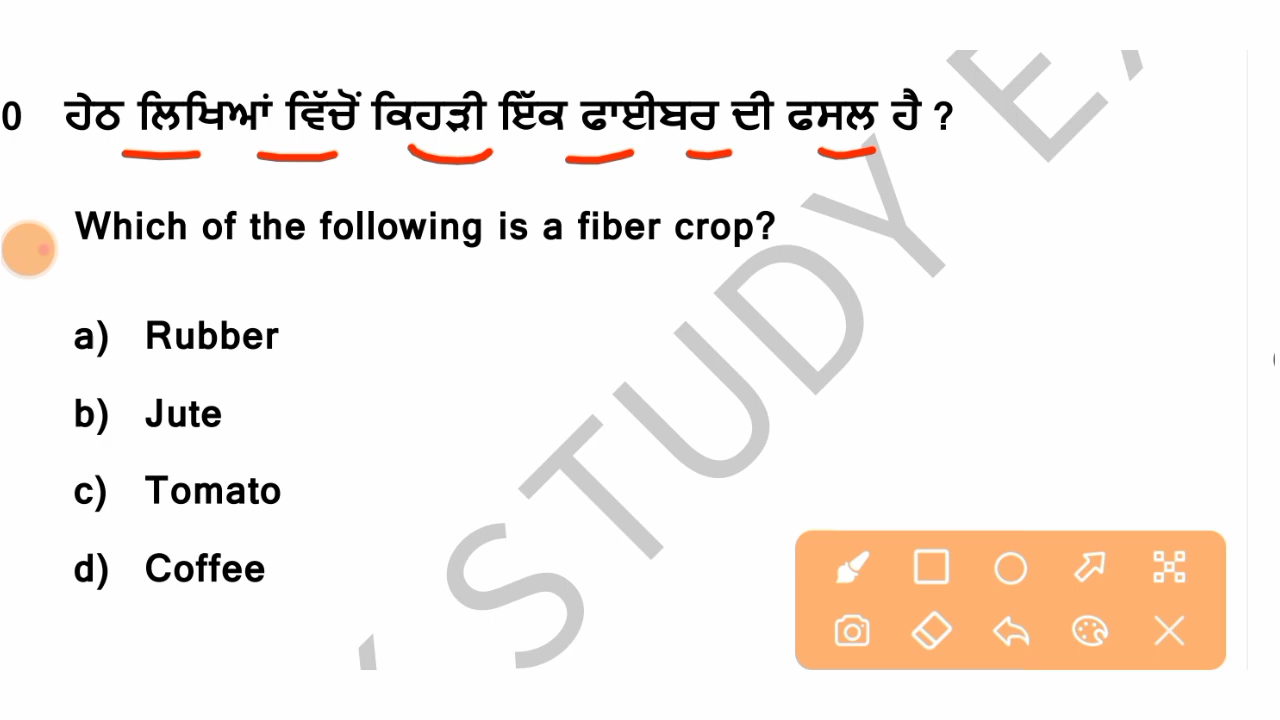 0 ਹੇਠ ਲਿਖਿਆਂ ਵਿੱਚੋਂ ਕਿਹੜੀ ਇੱਕ ਫਾਈਬਰ ਦੀ ਫਸਲ ਹੈ ?
Which of the following is a fiber crop?
a) Rubber
b) Jute
c) Tomato
d) Coffee
STUDY